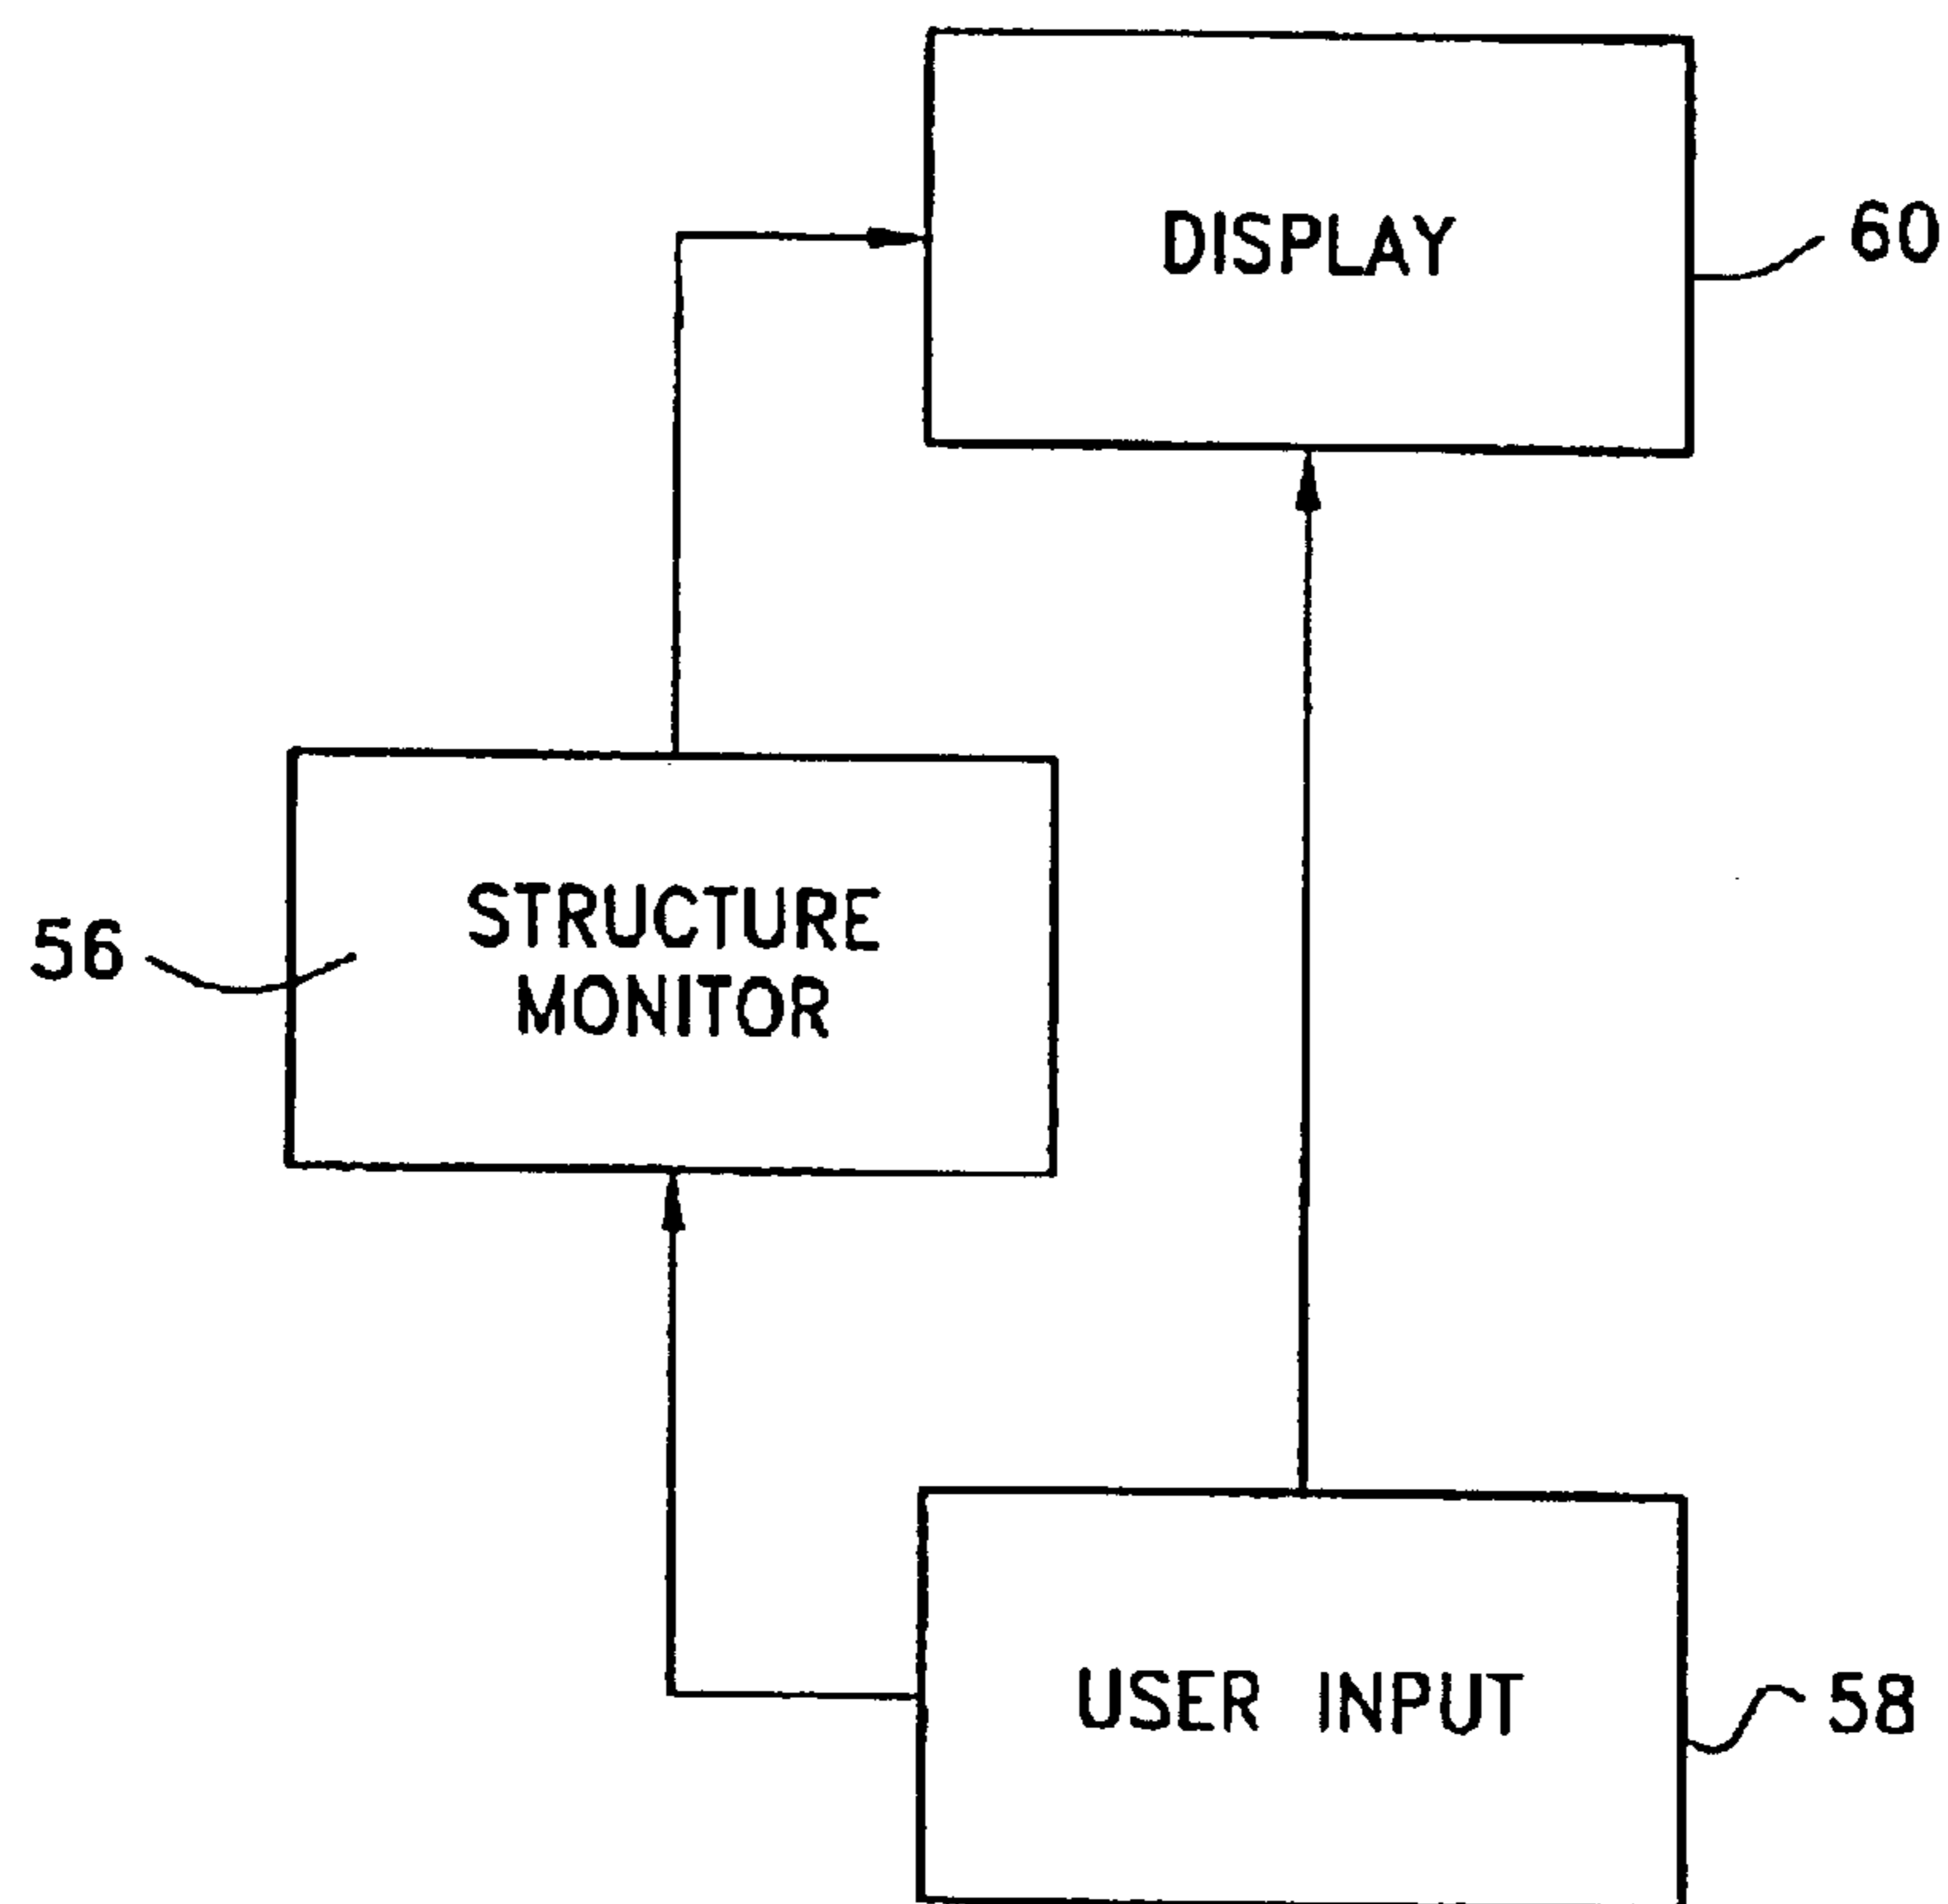 DISPLAY
60
STRUCTURE
MONITOR
56
USER INPUT
58